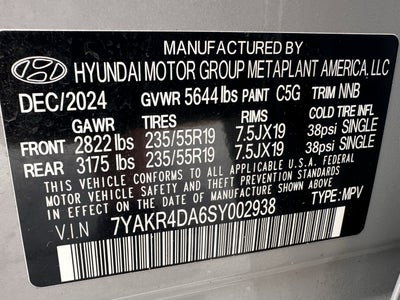 MANUFACTURED BY
HYUNDAI MOTOR GROUP METAPLANT AMERICA, LLC
DEC/2024 GVWR 5644 lbs PAINT C5G TRIM NNB
GAWR TIRES RIMS COLD TIRE INFL
FRONT 2822 lbs 235/55R19 7.5JX19 38psi SINGLE
REAR 3175 lbs 235/55R19 7.5JX19 38psi SINGLE
THIS VEHICLE CONFORMS TO ALL APPLICABLE U.S.A. FEDERAL
MOTOR VEHICLE SAFETY AND THEFT PREVENTION STANDARDS
IN EFFECT ON THE DATE OF MANUFACTURE SHOWN ABOVE.
V.I.N 7YAKR4DA6SY002938 TYPE: MPV